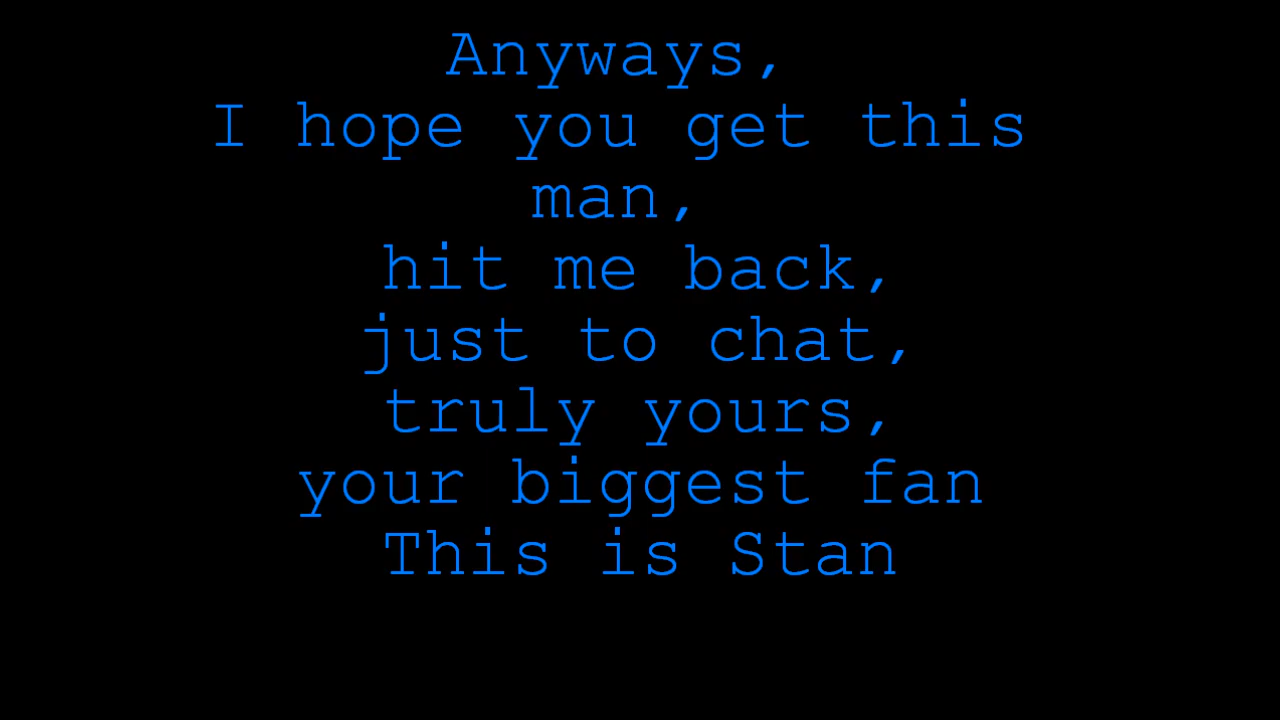 Anyways,
I hope you get this
man,
hit me back,
just to chat,
truly yours,
your biggest fan
This is Stan